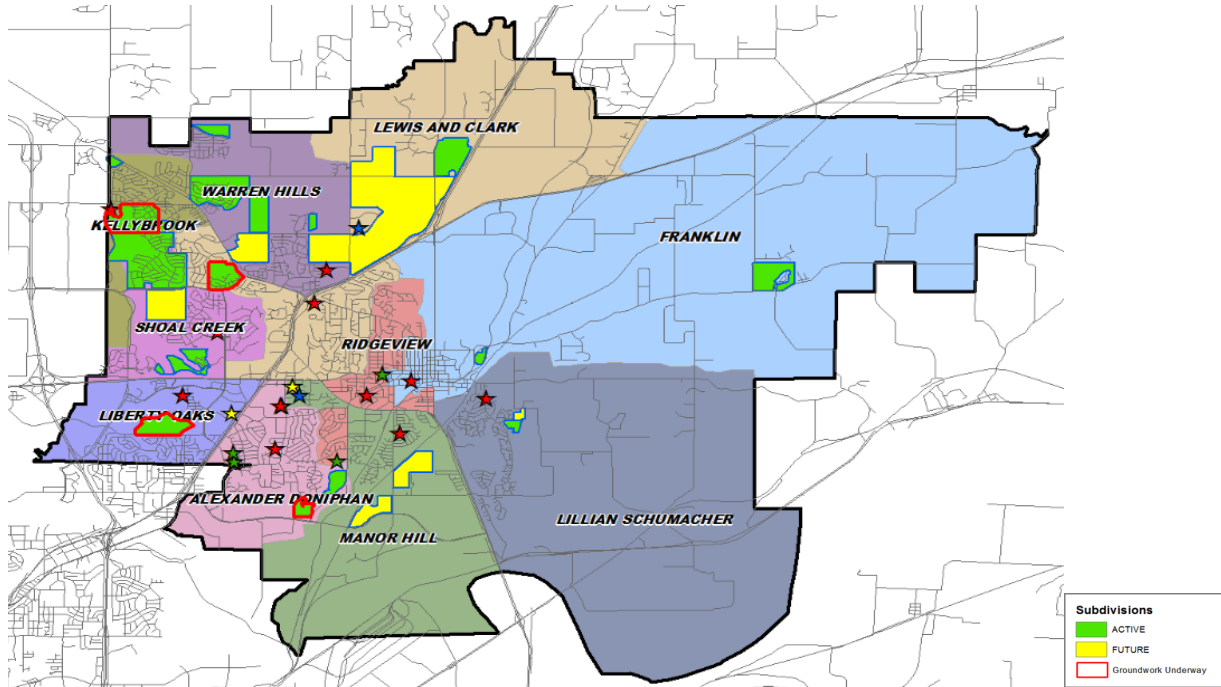 LEWIS AND CLARK
WARREN HILLS
KELLYBROOK
FRANKLIN
SHOAL CREEK
RIDGEVIEW
LIBERTY OAKS
ALEXANDER DONIPHAN
LILLIAN SCHUMACHER
MANOR HILL
Subdivisions
ACTIVE
FUTURE
Groundwork Underway